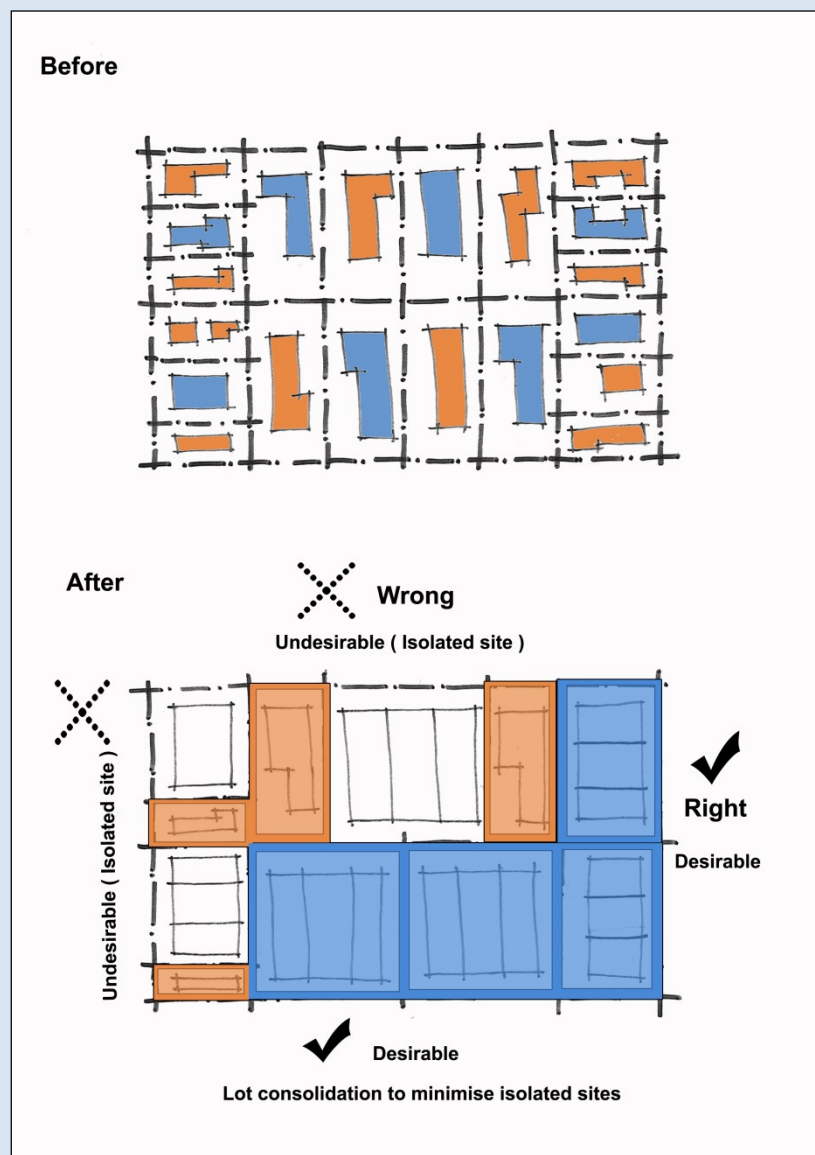 Before
After
Wrong
Undesirable ( Isolated site )
Undesirable ( Isolated site )
Right
Desirable
Desirable
Lot consolidation to minimise isolated sites